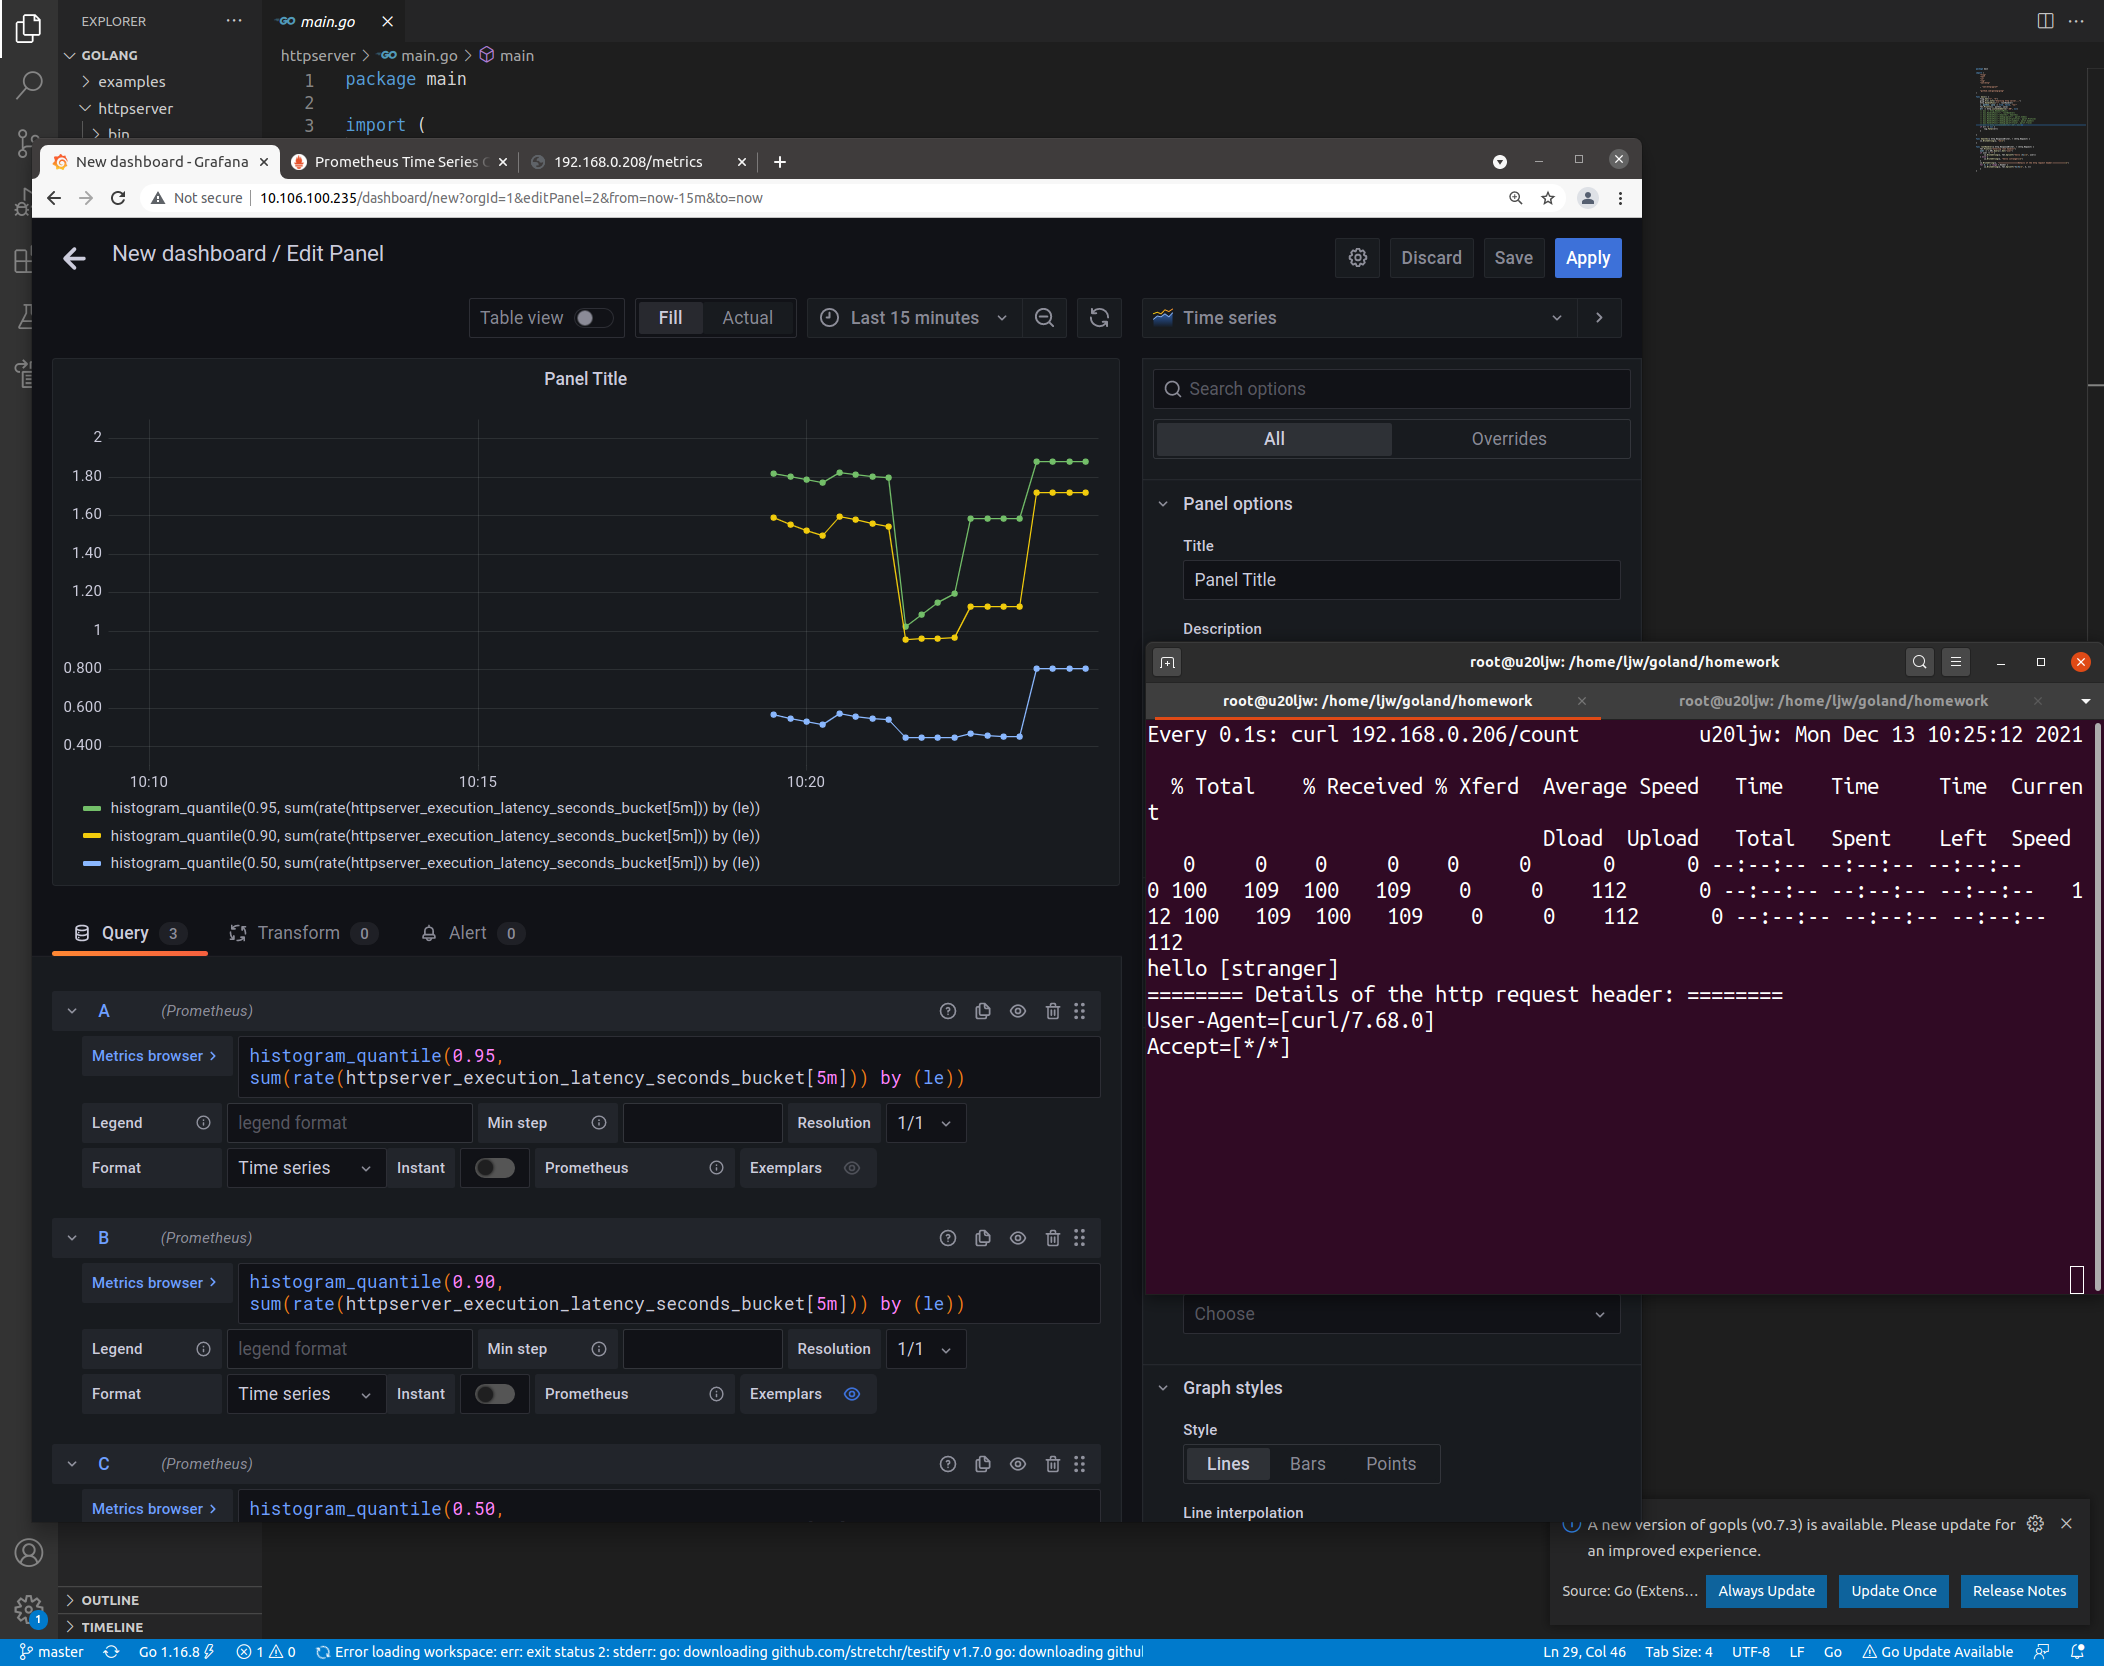 EXPLORER
GOLANG
examples
httpserver
bin
main.go
httpserver > main.go > main
1 package main
2
3 import (
New dashboard - Grafana
Prometheus Time Series
192.168.0.208/metrics
Not secure
10.106.100.235/dashboard/new?orgId=1&editPanel=2&from=now-15m&to=now
New dashboard / Edit Panel
Discard
Save
Apply
Table view
Fill
Actual
Last 15 minutes
Time series
Panel Title
2
1.80
1.60
1.40
1.20
1
0.800
0.600
0.400
10:10
10:15
10:20
histogram_quantile(0.95, sum(rate(httpserver_execution_latency_seconds_bucket[5m])) by (le))
histogram_quantile(0.90, sum(rate(httpserver_execution_latency_seconds_bucket[5m])) by (le))
histogram_quantile(0.50, sum(rate(httpserver_execution_latency_seconds_bucket[5m])) by (le))
Search options
All
Overrides
Panel options
Title
Panel Title
Description
Query 3
Transform 0
Alert 0
A (Prometheus)
Metrics browser >
histogram_quantile(0.95,
sum(rate(httpserver_execution_latency_seconds_bucket[5m])) by (le))
Legend legend format Min step Resolution 1/1
Format Time series Instant Prometheus Exemplars
B (Prometheus)
Metrics browser >
histogram_quantile(0.90,
sum(rate(httpserver_execution_latency_seconds_bucket[5m])) by (le))
Legend legend format Min step Resolution 1/1
Format Time series Instant Prometheus Exemplars
C (Prometheus)
Metrics browser >
histogram_quantile(0.50,
root@u20ljw: /home/ljw/goland/homework
root@u20ljw: /home/ljw/goland/homework
root@u20ljw: /home/ljw/goland/homework
Every 0.1s: curl 192.168.0.206/count u20ljw: Mon Dec 13 10:25:12 2021
% Total % Received % Xferd Average Speed Time Time Time Curren
t
Dload Upload Total Spent Left Speed
0 0 0 0 0 0 0 0 --:--:-- --:--:-- --:--:--
0 100 109 100 109 0 0 112 0 --:--:-- --:--:-- --:--:-- 1
12 100 109 100 109 0 0 112 0 --:--:-- --:--:-- --:--:--
112
hello [stranger]
======== Details of the http request header: ========
User-Agent=[curl/7.68.0]
Accept=[*/*]
Choose
Graph styles
Style
Lines
Bars
Points
Line interpolation
A new version of gopls (v0.7.3) is available. Please update for
an improved experience.
Source: Go (Extens...
Always Update
Update Once
Release Notes
1
OUTLINE
TIMELINE
master
Go 1.16.8
1
0
Error loading workspace: err: exit status 2: stderr: go: downloading github.com/stretchr/testify v1.7.0 go: downloading githu
Ln 29, Col 46
Tab Size: 4
UTF-8
LF
Go
Go Update Available